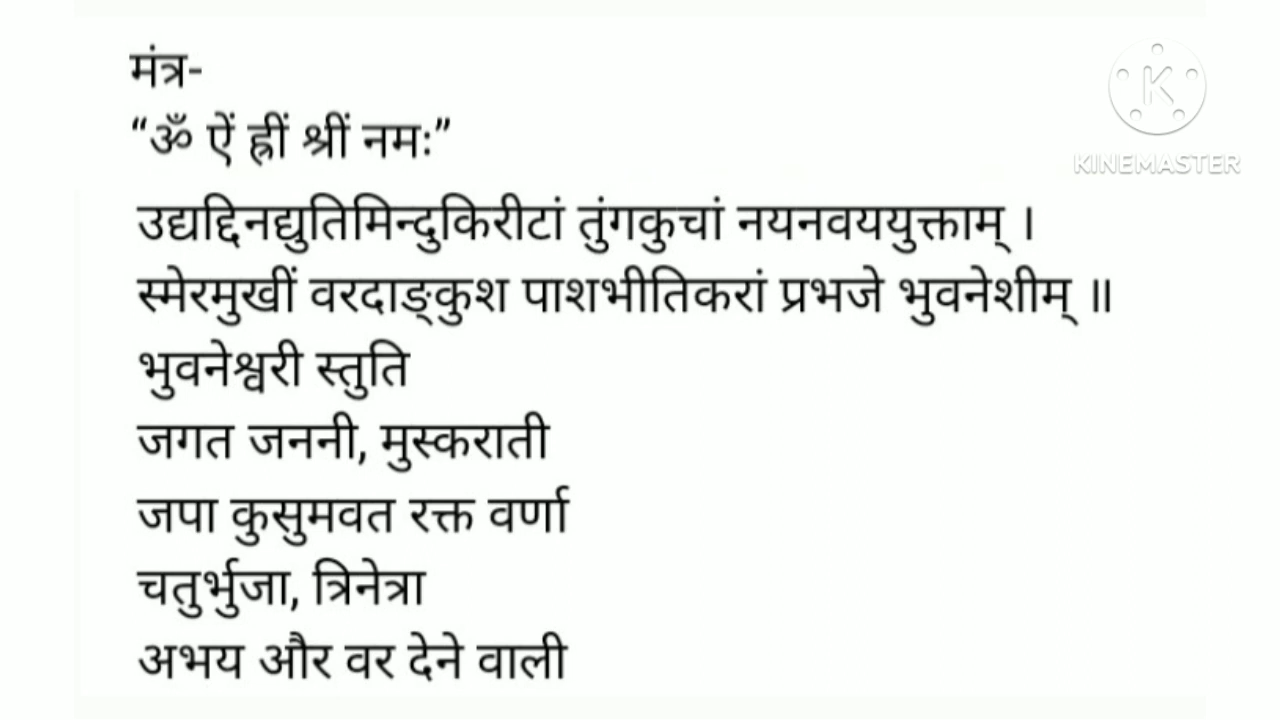 मंत्र-
“ॐ ऐं ह्रीं श्रीं नमः”
उद्यद्दिनद्युतिमिन्दुकिरीटां तुंगकुचां नयनवययुक्ताम् ।
स्मेरमुखीं वरदाङ्कुश पाशभीतिकरां प्रभजे भुवनेशीम् ॥
भुवनेश्वरी स्तुति
जगत जननी, मुस्कराती
जपा कुसुमवत रक्त वर्णा
चतुर्भुजा, त्रिनेत्रा
अभय और वर देने वाली
K
KINEMASTER